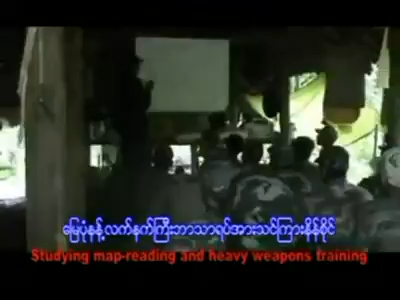 မြေပုံနှင့်လက်နက်ကြီးဘာသာရပ်အားသင်ကြားနေစဉ်
Studying map-reading and heavy weapons training